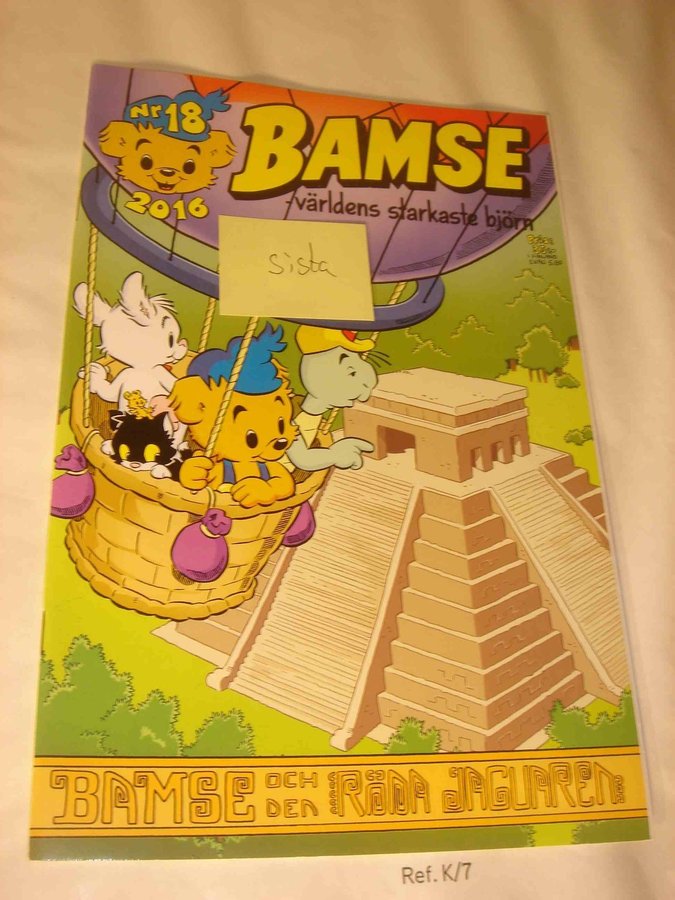 Nr 18
2016
BAMSE
-världens starkaste björn
sista
BAMSE OCH DEN RÖDA JAGUAREN
Ref. K/7